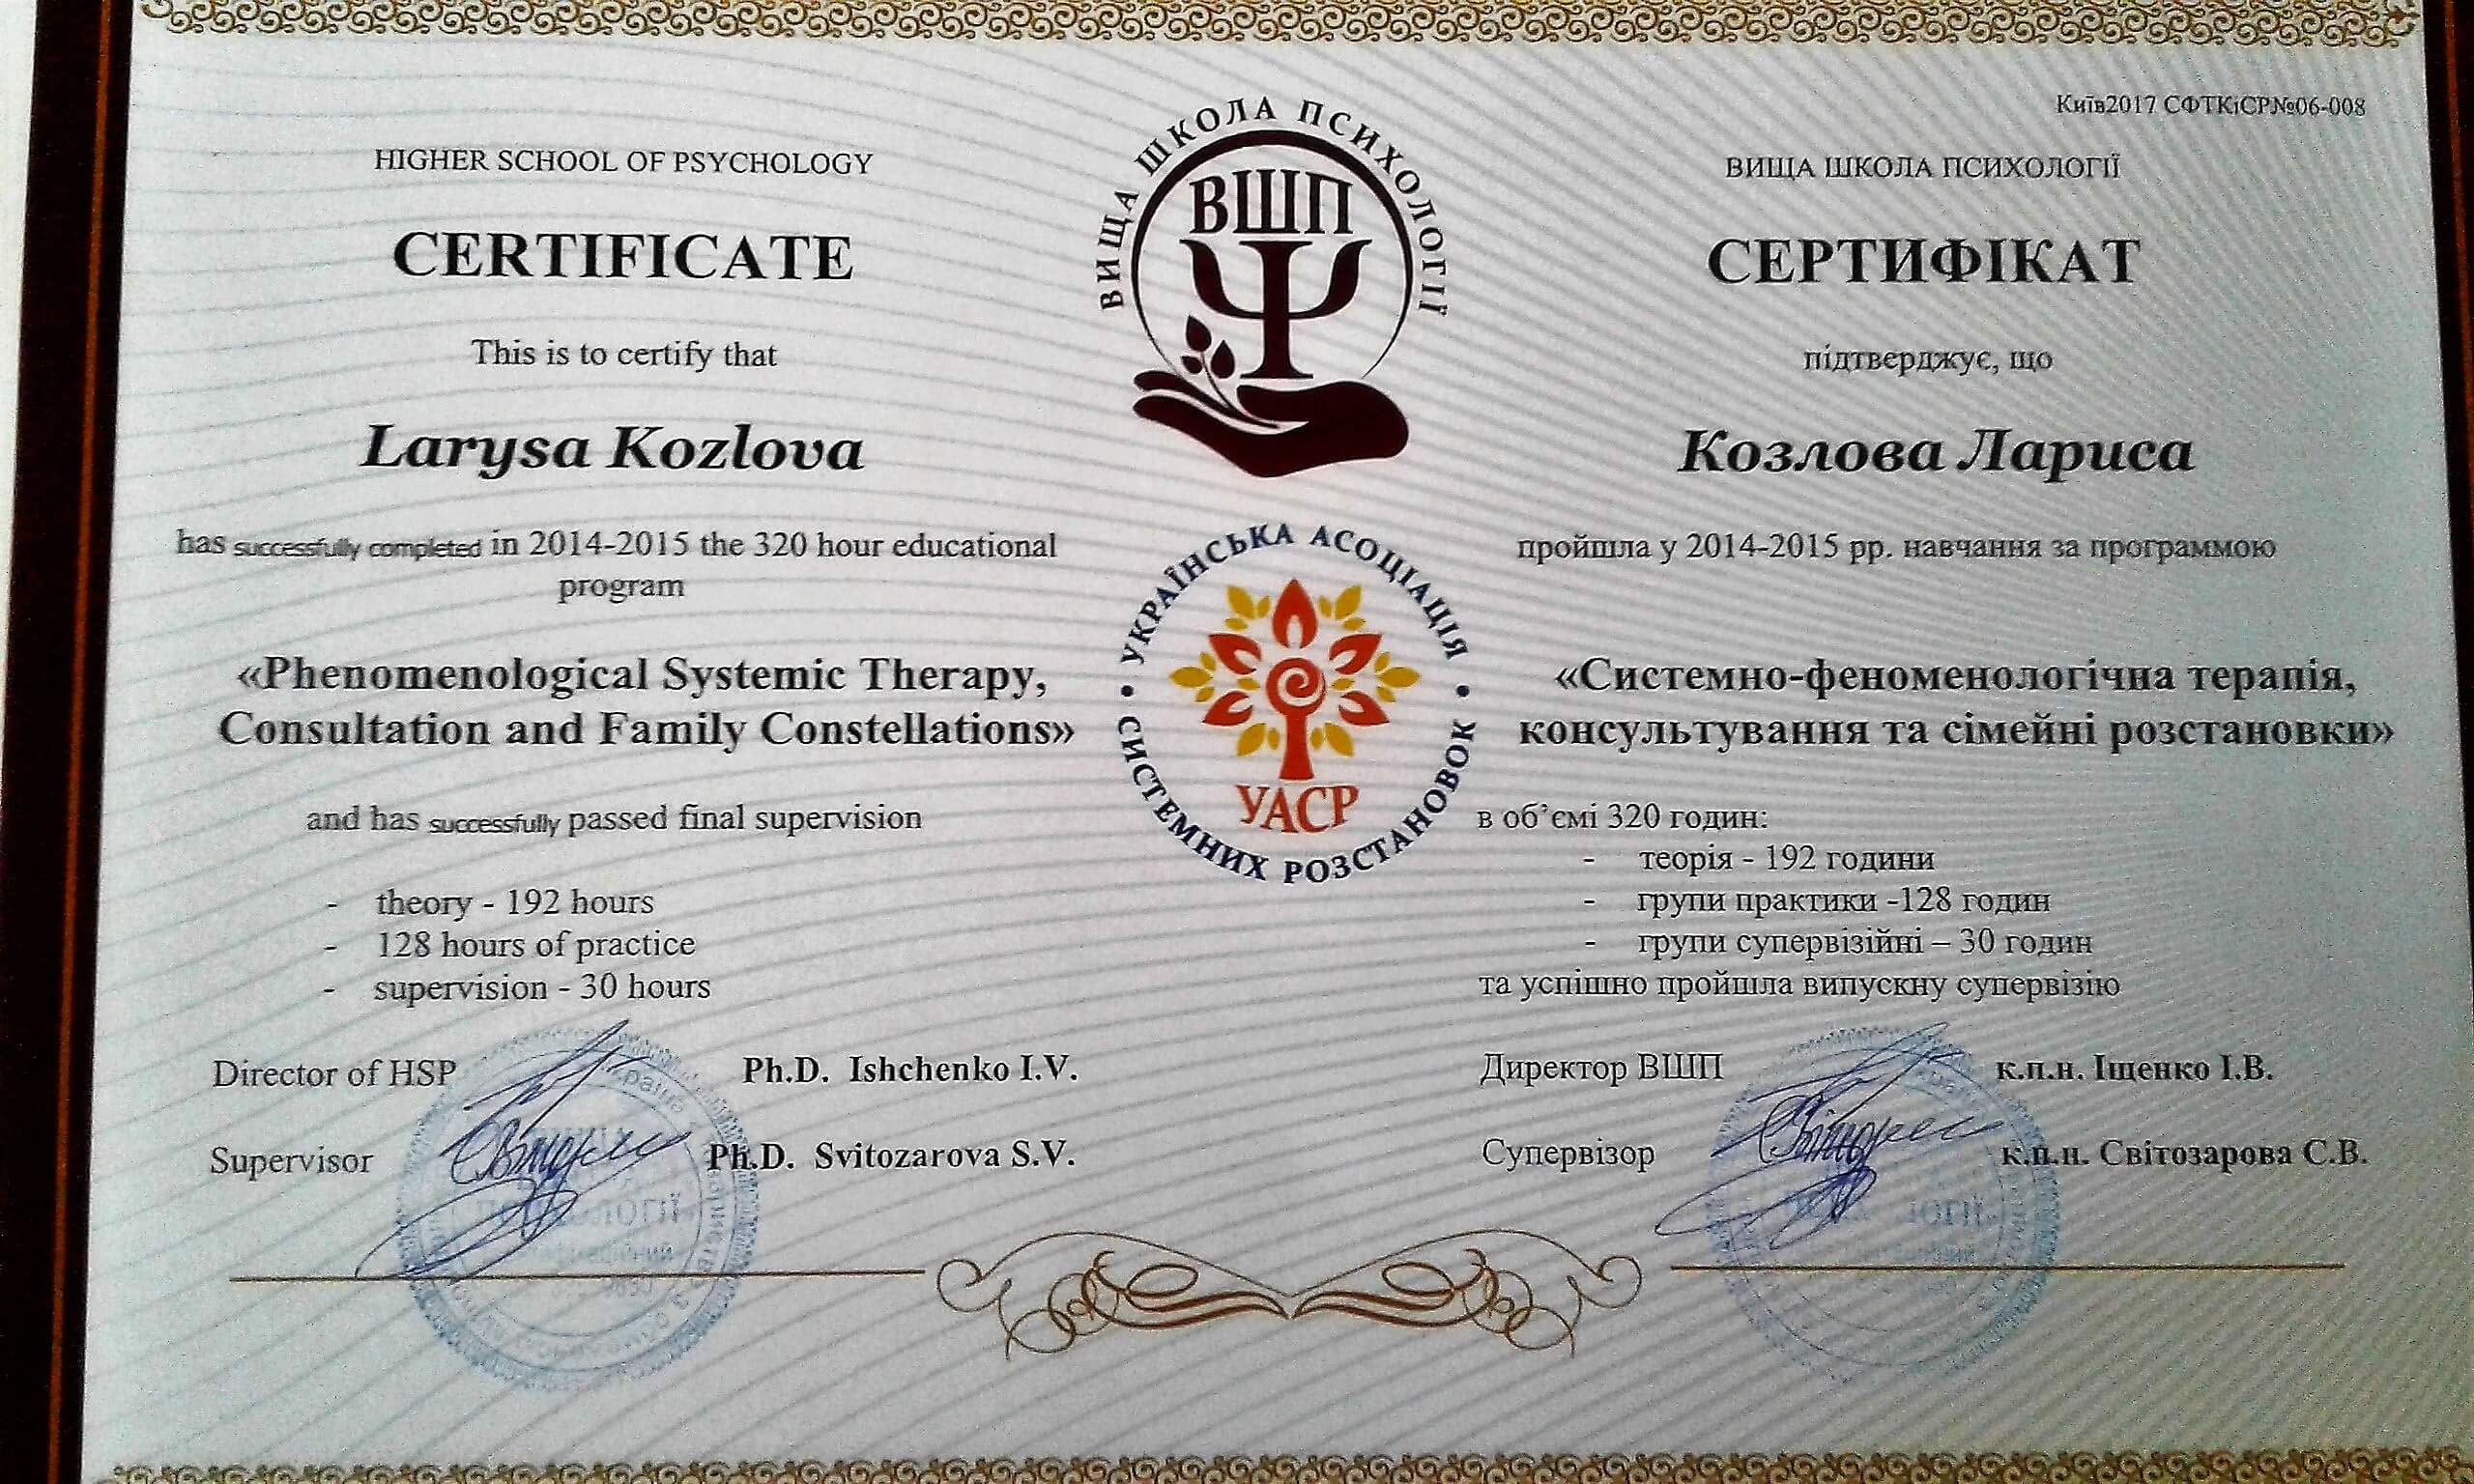 HIGHER SCHOOL OF PSYCHOLOGY
CERTIFICATE
This is to certify that
Larysa Kozlova
has successfully completed in 2014-2015 the 320 hour educational
program
«Phenomenological Systemic Therapy,
Consultation and Family Constellations»
and has successfully passed final supervision
- theory - 192 hours
- 128 hours of practice
- supervision - 30 hours
Director of HSP Ph.D. Ishchenko I.V.
Supervisor Ph.D. Svitozarova S.V.
ВИЩА ШКОЛА ПСИХОЛОГІЇ
ВШП
УКРАЇНСЬКА АСОЦІАЦІЯ
СИСТЕМНИХ РОЗСТАНОВОК
УАСР
Київ2017 СФТКіСР№06-008
ВИЩА ШКОЛА ПСИХОЛОГІЇ
СЕРТИФІКАТ
підтверджує, що
Козлова Лариса
пройшла у 2014-2015 рр. навчання за программою
«Системно-феноменологічна терапія,
консультування та сімейні розстановки»
в об’ємі 320 годин:
- теорія - 192 години
- групи практики -128 годин
- групи супервізійні – 30 годин
та успішно пройшла випускну супервізію
Директор ВШП к.п.н. Іщенко І.В.
Супервізор к.п.н. Світозарова С.В.